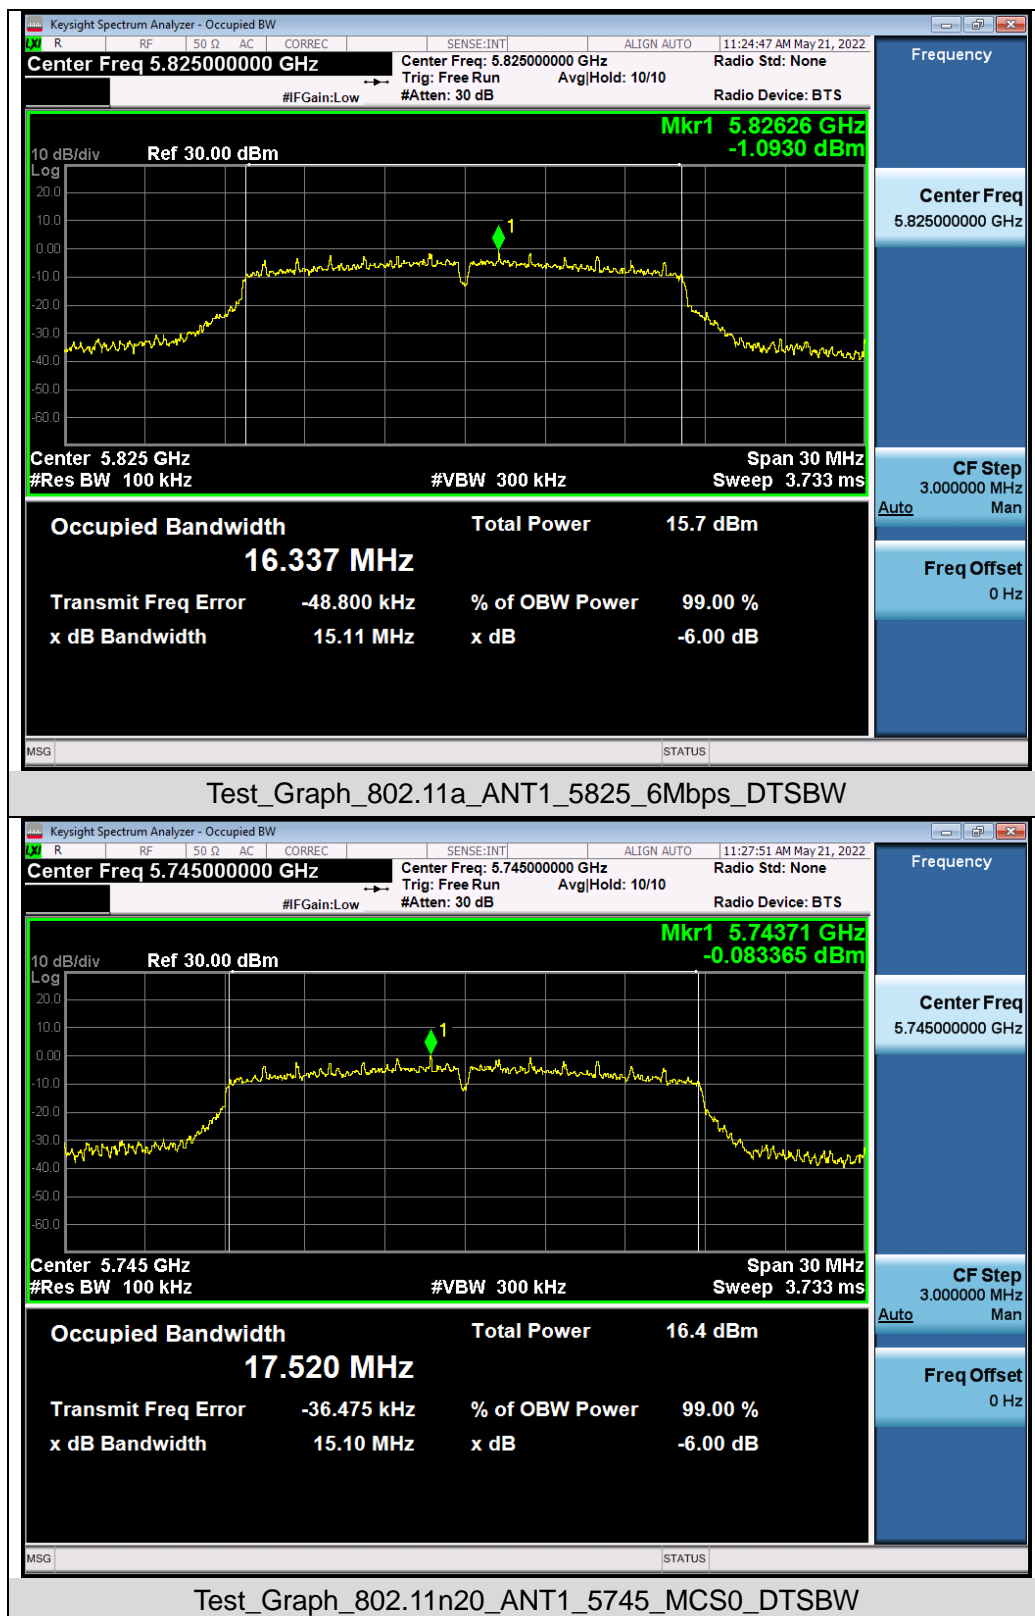 Keysight Spectrum Analyzer - Occupied BW
LXI R RF 50 Ω AC CORREC SENSE:INT ALIGN AUTO 11:24:47 AM May 21, 2022
Center Freq 5.825000000 GHz
Center Freq: 5.825000000 GHz Radio Std: None
Trig: Free Run Avg|Hold: 10/10
#IFGain:Low #Atten: 30 dB Radio Device: BTS
Frequency
Mkr1 5.82626 GHz
-1.0930 dBm
10 dB/div Ref 30.00 dBm
Log
20.0
10.0
0.00
-10.0
-20.0
-30.0
-40.0
-50.0
-60.0
1
Center 5.825 GHz Span 30 MHz
#Res BW 100 kHz #VBW 300 kHz Sweep 3.733 ms
Center Freq
5.825000000 GHz
CF Step
3.000000 MHz
Auto Man
Freq Offset
0 Hz
Occupied Bandwidth Total Power 15.7 dBm
16.337 MHz
Transmit Freq Error -48.800 kHz % of OBW Power 99.00 %
x dB Bandwidth 15.11 MHz x dB -6.00 dB
MSG STATUS
Test_Graph_802.11a_ANT1_5825_6Mbps_DTSBW
Keysight Spectrum Analyzer - Occupied BW
LXI R RF 50 Ω AC CORREC SENSE:INT ALIGN AUTO 11:27:51 AM May 21, 2022
Center Freq 5.745000000 GHz
Center Freq: 5.745000000 GHz Radio Std: None
Trig: Free Run Avg|Hold: 10/10
#IFGain:Low #Atten: 30 dB Radio Device: BTS
Frequency
Mkr1 5.74371 GHz
-0.083365 dBm
10 dB/div Ref 30.00 dBm
Log
20.0
10.0
0.00
-10.0
-20.0
-30.0
-40.0
-50.0
-60.0
1
Center 5.745 GHz Span 30 MHz
#Res BW 100 kHz #VBW 300 kHz Sweep 3.733 ms
Center Freq
5.745000000 GHz
CF Step
3.000000 MHz
Auto Man
Freq Offset
0 Hz
Occupied Bandwidth Total Power 16.4 dBm
17.520 MHz
Transmit Freq Error -36.475 kHz % of OBW Power 99.00 %
x dB Bandwidth 15.10 MHz x dB -6.00 dB
MSG STATUS
Test_Graph_802.11n20_ANT1_5745_MCS0_DTSBW